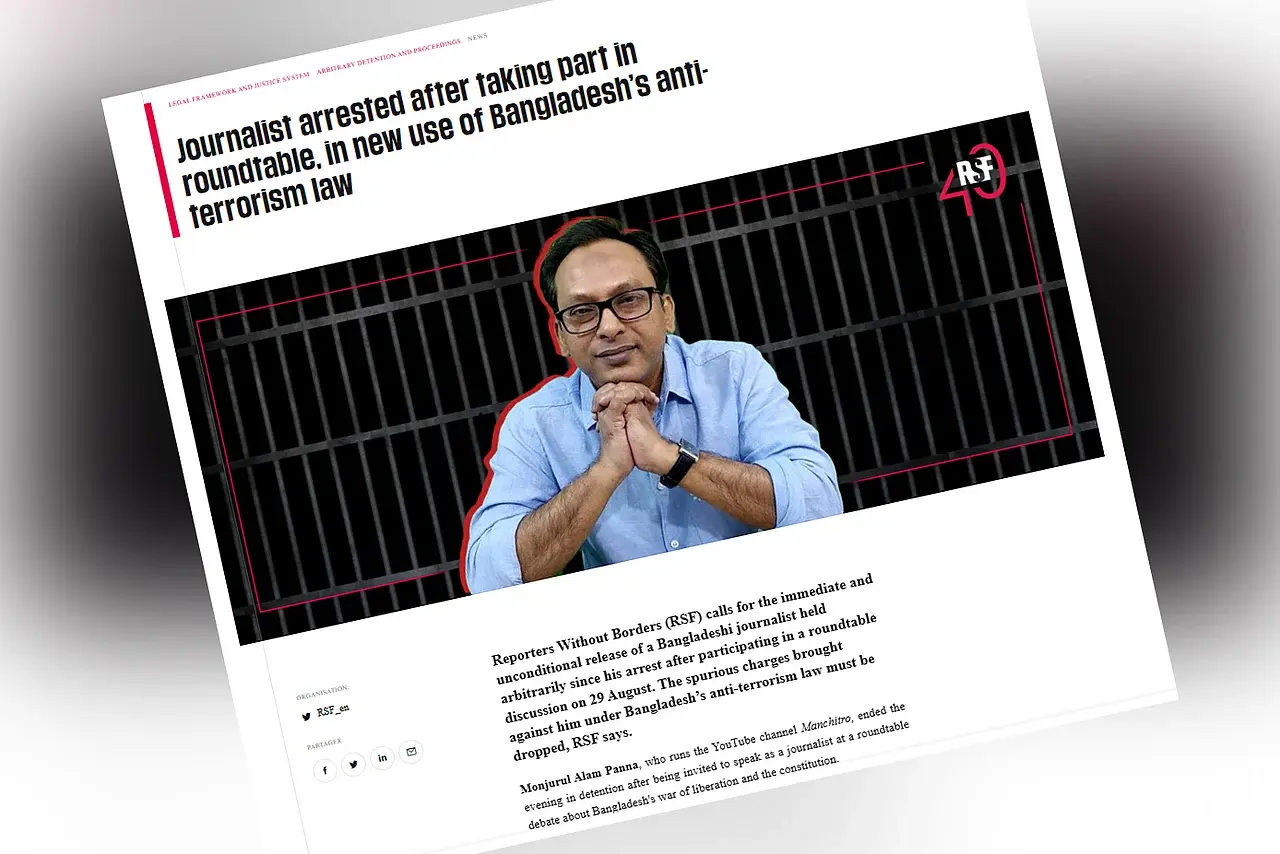 LEGAL FRAMEWORK AND JUSTICE SYSTEM ARBITRARY DETENTION AND PROCEEDINGS NEWS
Journalist arrested after taking part in
roundtable, in new use of Bangladesh's anti-
terrorism law
RSF
40
Reporters Without Borders (RSF) calls for the immediate and
unconditional release of a Bangladeshi journalist held
arbitrarily since his arrest after participating in a roundtable
discussion on 29 August. The spurious charges brought
against him under Bangladesh's anti-terrorism law must be
dropped, RSF says.
Monjurul Alam Panna, who runs the YouTube channel Manchitro, ended the
evening in detention after being invited to speak as a journalist at a roundtable
debate about Bangladesh's war of liberation and the constitution.
ORGANISATION:
RSF_en
PARTAGER
f
in